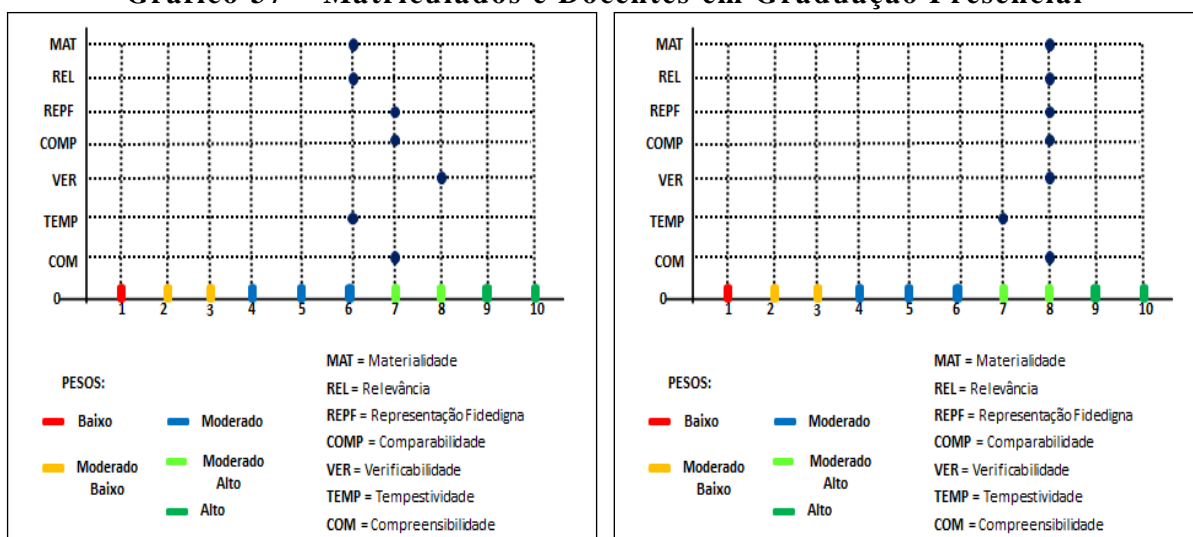 Gráfico 37 – Matriculados e Docentes em Graduação Presencial
MAT
REL
REPF
COMP
VER
TEMP
COM
0
1 2 3 4 5 6 7 8 9 10
PESOS:
Baixo
Moderado
Moderado
Baixo
Moderado
Alto
Alto
MAT = Materialidade
REL = Relevância
REPF = Representação Fidedigna
COMP = Comparabilidade
VER = Verificabilidade
TEMP = Tempestividade
COM = Compreensibilidade
MAT
REL
REPF
COMP
VER
TEMP
COM
0
1 2 3 4 5 6 7 8 9 10
PESOS:
Baixo
Moderado
Moderado
Baixo
Moderado
Alto
Alto
MAT = Materialidade
REL = Relevância
REPF = Representação Fidedigna
COMP = Comparabilidade
VER = Verificabilidade
TEMP = Tempestividade
COM = Compreensibilidade